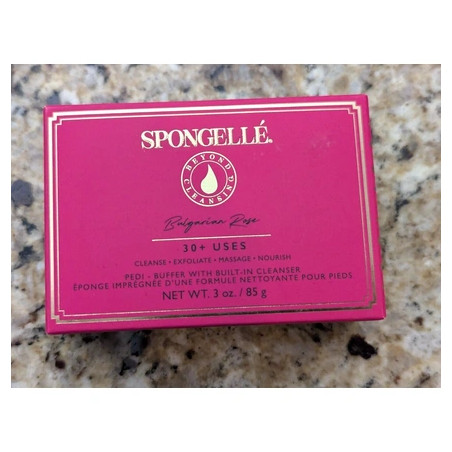 SPONGELLÉ.
BEYOND CLEANSING
Bulgarian Rose
30+ USES
CLEANSE • EXFOLIATE • MASSAGE • NOURISH
PEDI - BUFFER WITH BUILT-IN CLEANSER
ÉPONGE IMPRÉGNÉE D'UNE FORMULE NETTOYANTE POUR PIEDS
NET WT. 3 oz. / 85 g